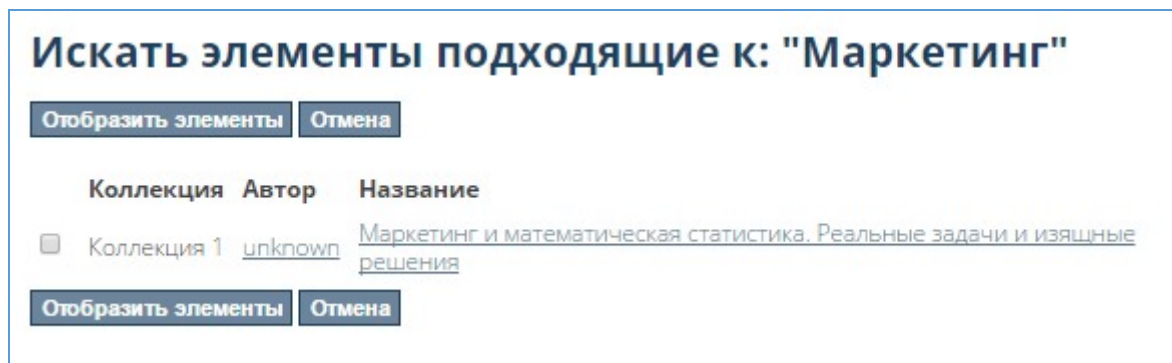 Искать элементы подходящие к: "Маркетинг"
Отобразить элементы Отмена
Коллекция Автор Название
Коллекция 1 unknown Маркетинг и математическая статистика. Реальные задачи и изящные
решения
Отобразить элементы Отмена